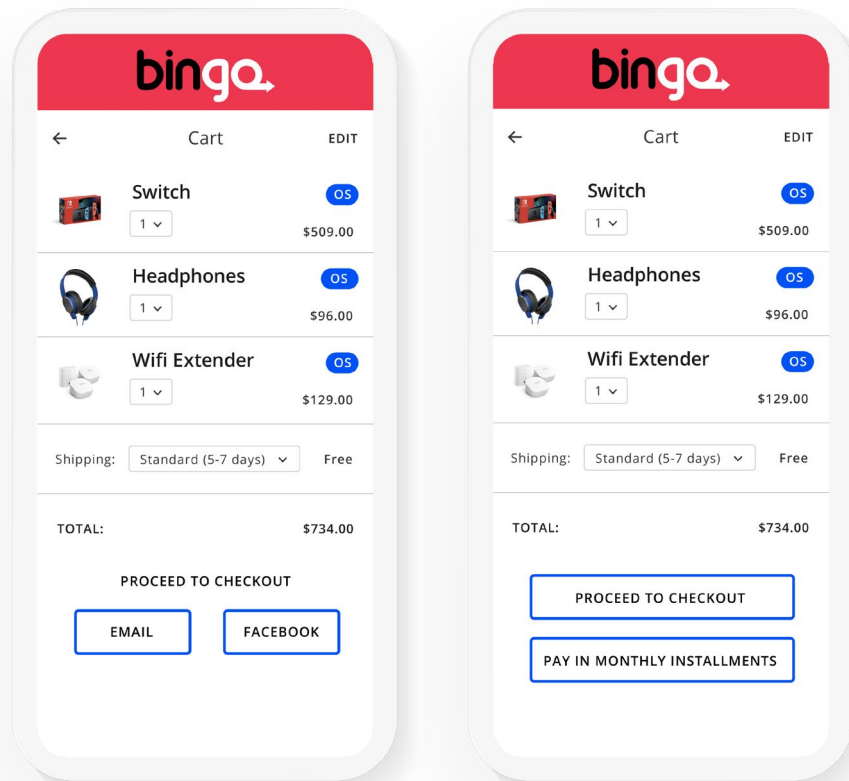 bingo
Cart
EDIT
Switch
OS
1
$509.00
Headphones
OS
1
$96.00
Wifi Extender
OS
1
$129.00
Shipping:
Standard (5-7 days)
Free
TOTAL:
$734.00
PROCEED TO CHECKOUT
EMAIL
FACEBOOK
bingo
Cart
EDIT
Switch
OS
1
$509.00
Headphones
OS
1
$96.00
Wifi Extender
OS
1
$129.00
Shipping:
Standard (5-7 days)
Free
TOTAL:
$734.00
PROCEED TO CHECKOUT
PAY IN MONTHLY INSTALLMENTS